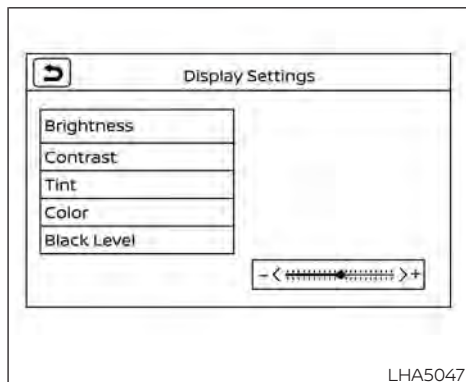 Display Settings
Brightness
Contrast
Tint
Color
Black Level
- < > +
LHA5047